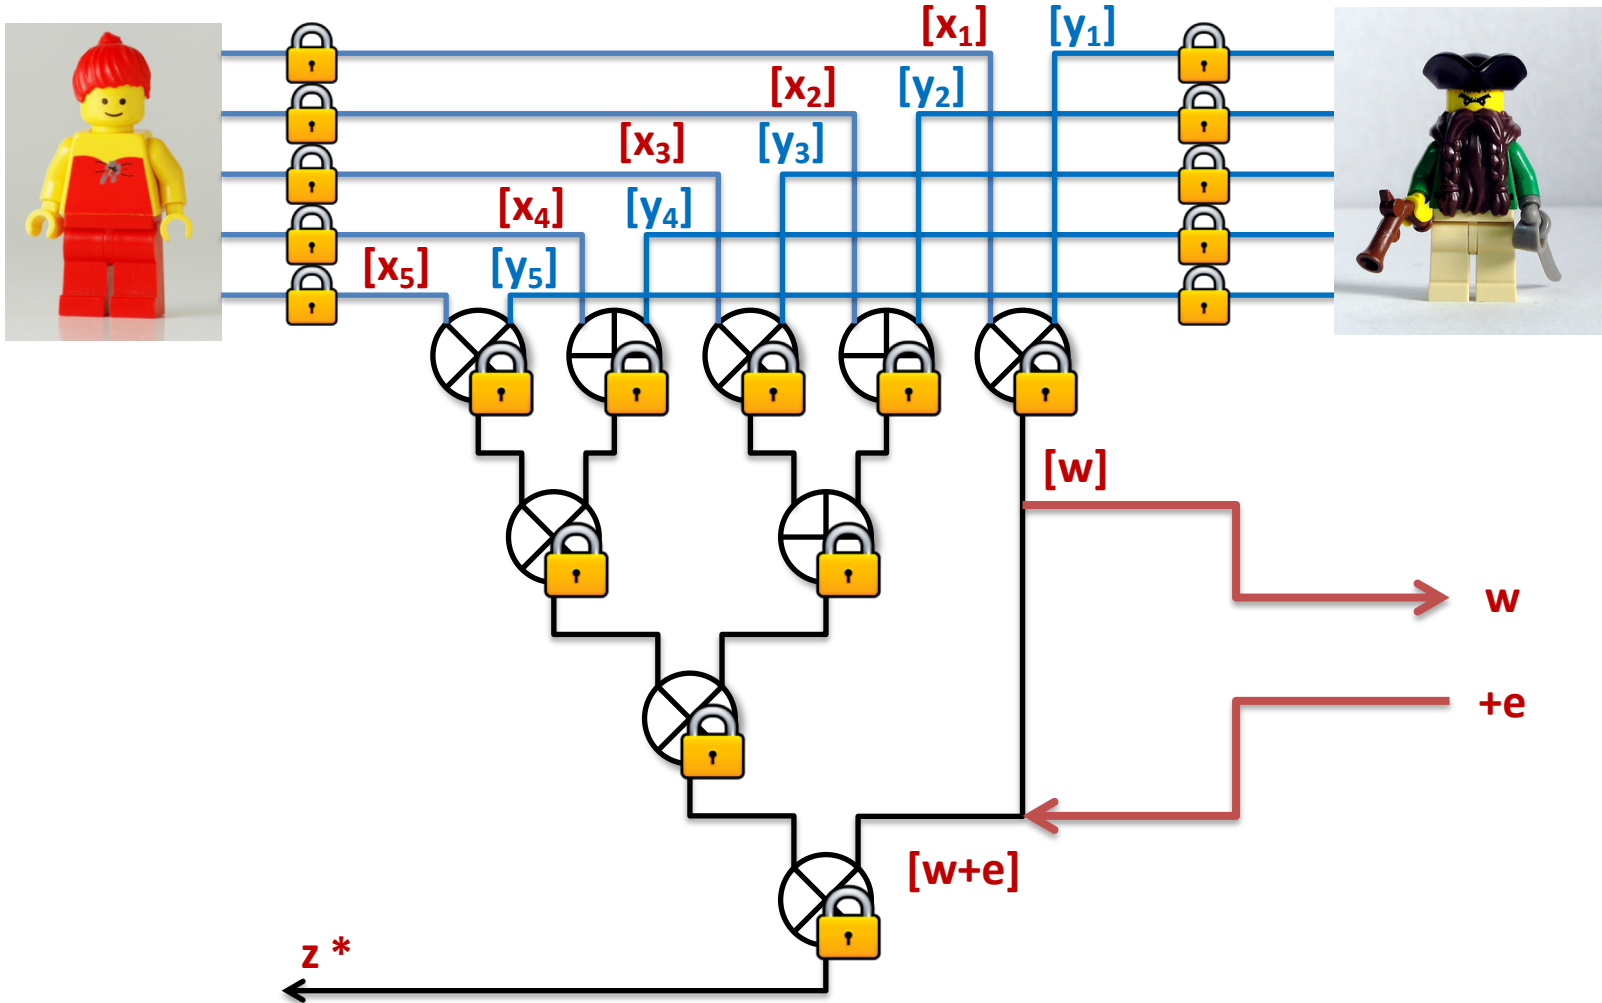 [x₁] [y₁]
[x₂] [y₂]
[x₃] [y₃]
[x₄] [y₄]
[x₅] [y₅]
[w]
w
+e
[w+e]
z *